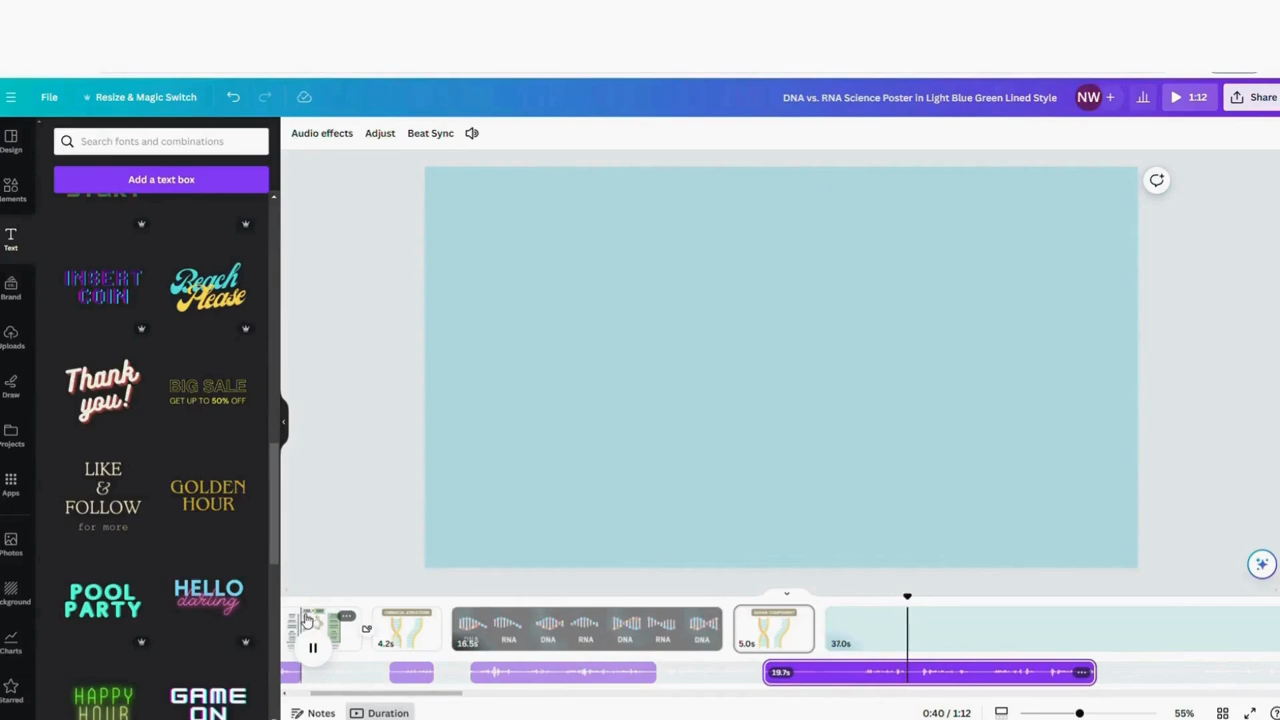 File
Resize & Magic Switch
DNA vs. RNA Science Poster in Light Blue Green Lined Style
NW
+
1:12
Share
Design
Search fonts and combinations
Audio effects
Adjust
Beat Sync
Add a text box
lements
Text
Brand
Uploads
Draw
Projects
Apps
Photos
ckground
Charts
Starred
INSERT
COIN
Beach
Please
Thank
you!
BIG SALE
GET UP TO 50% OFF
LIKE
&
FOLLOW
for more
GOLDEN
HOUR
POOL
PARTY
HELLO
darling
HAPPY
HOUR
GAME
ON
4.2s
16.5s
DNA
RNA
DNA
RNA
DNA
RNA
DNA
5.0s
37.0s
19.7s
Notes
Duration
0:40 / 1:12
55%